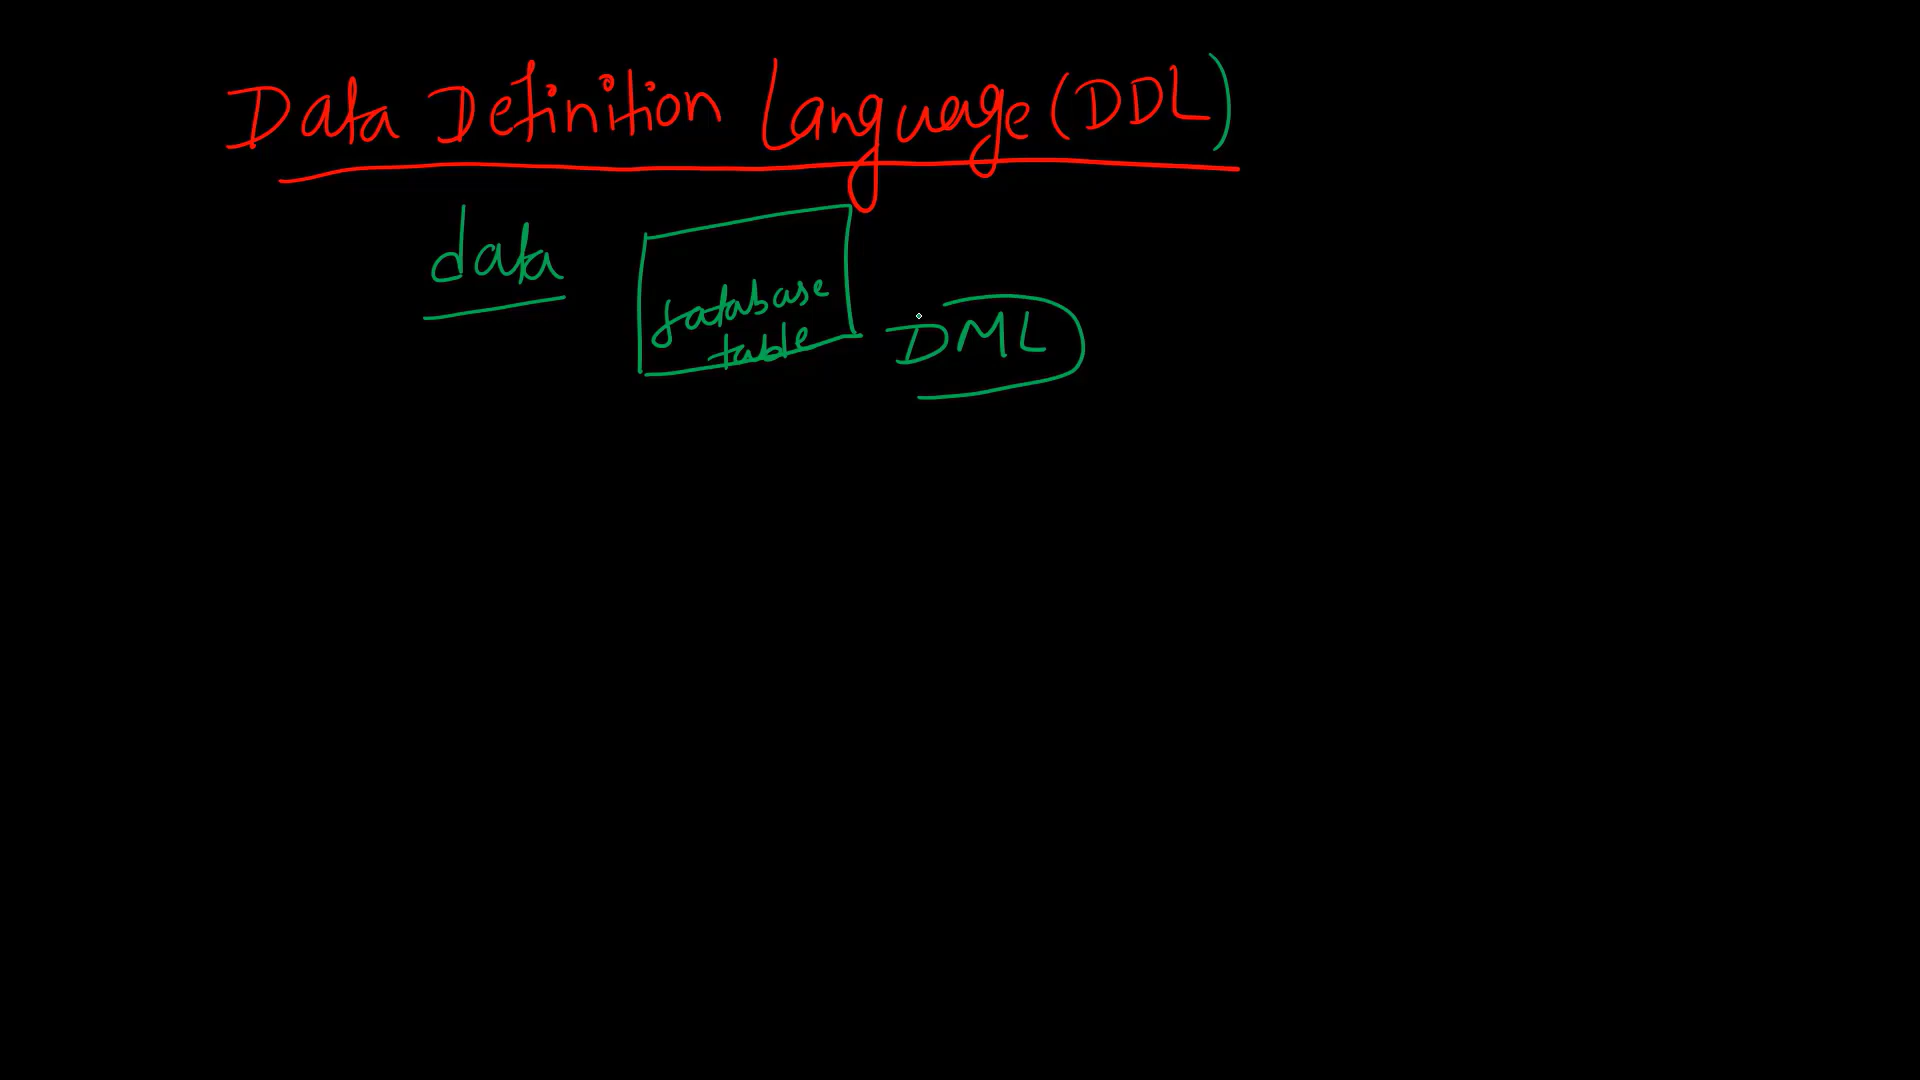 Data Definition Language (DDL)
data
database
table
DML